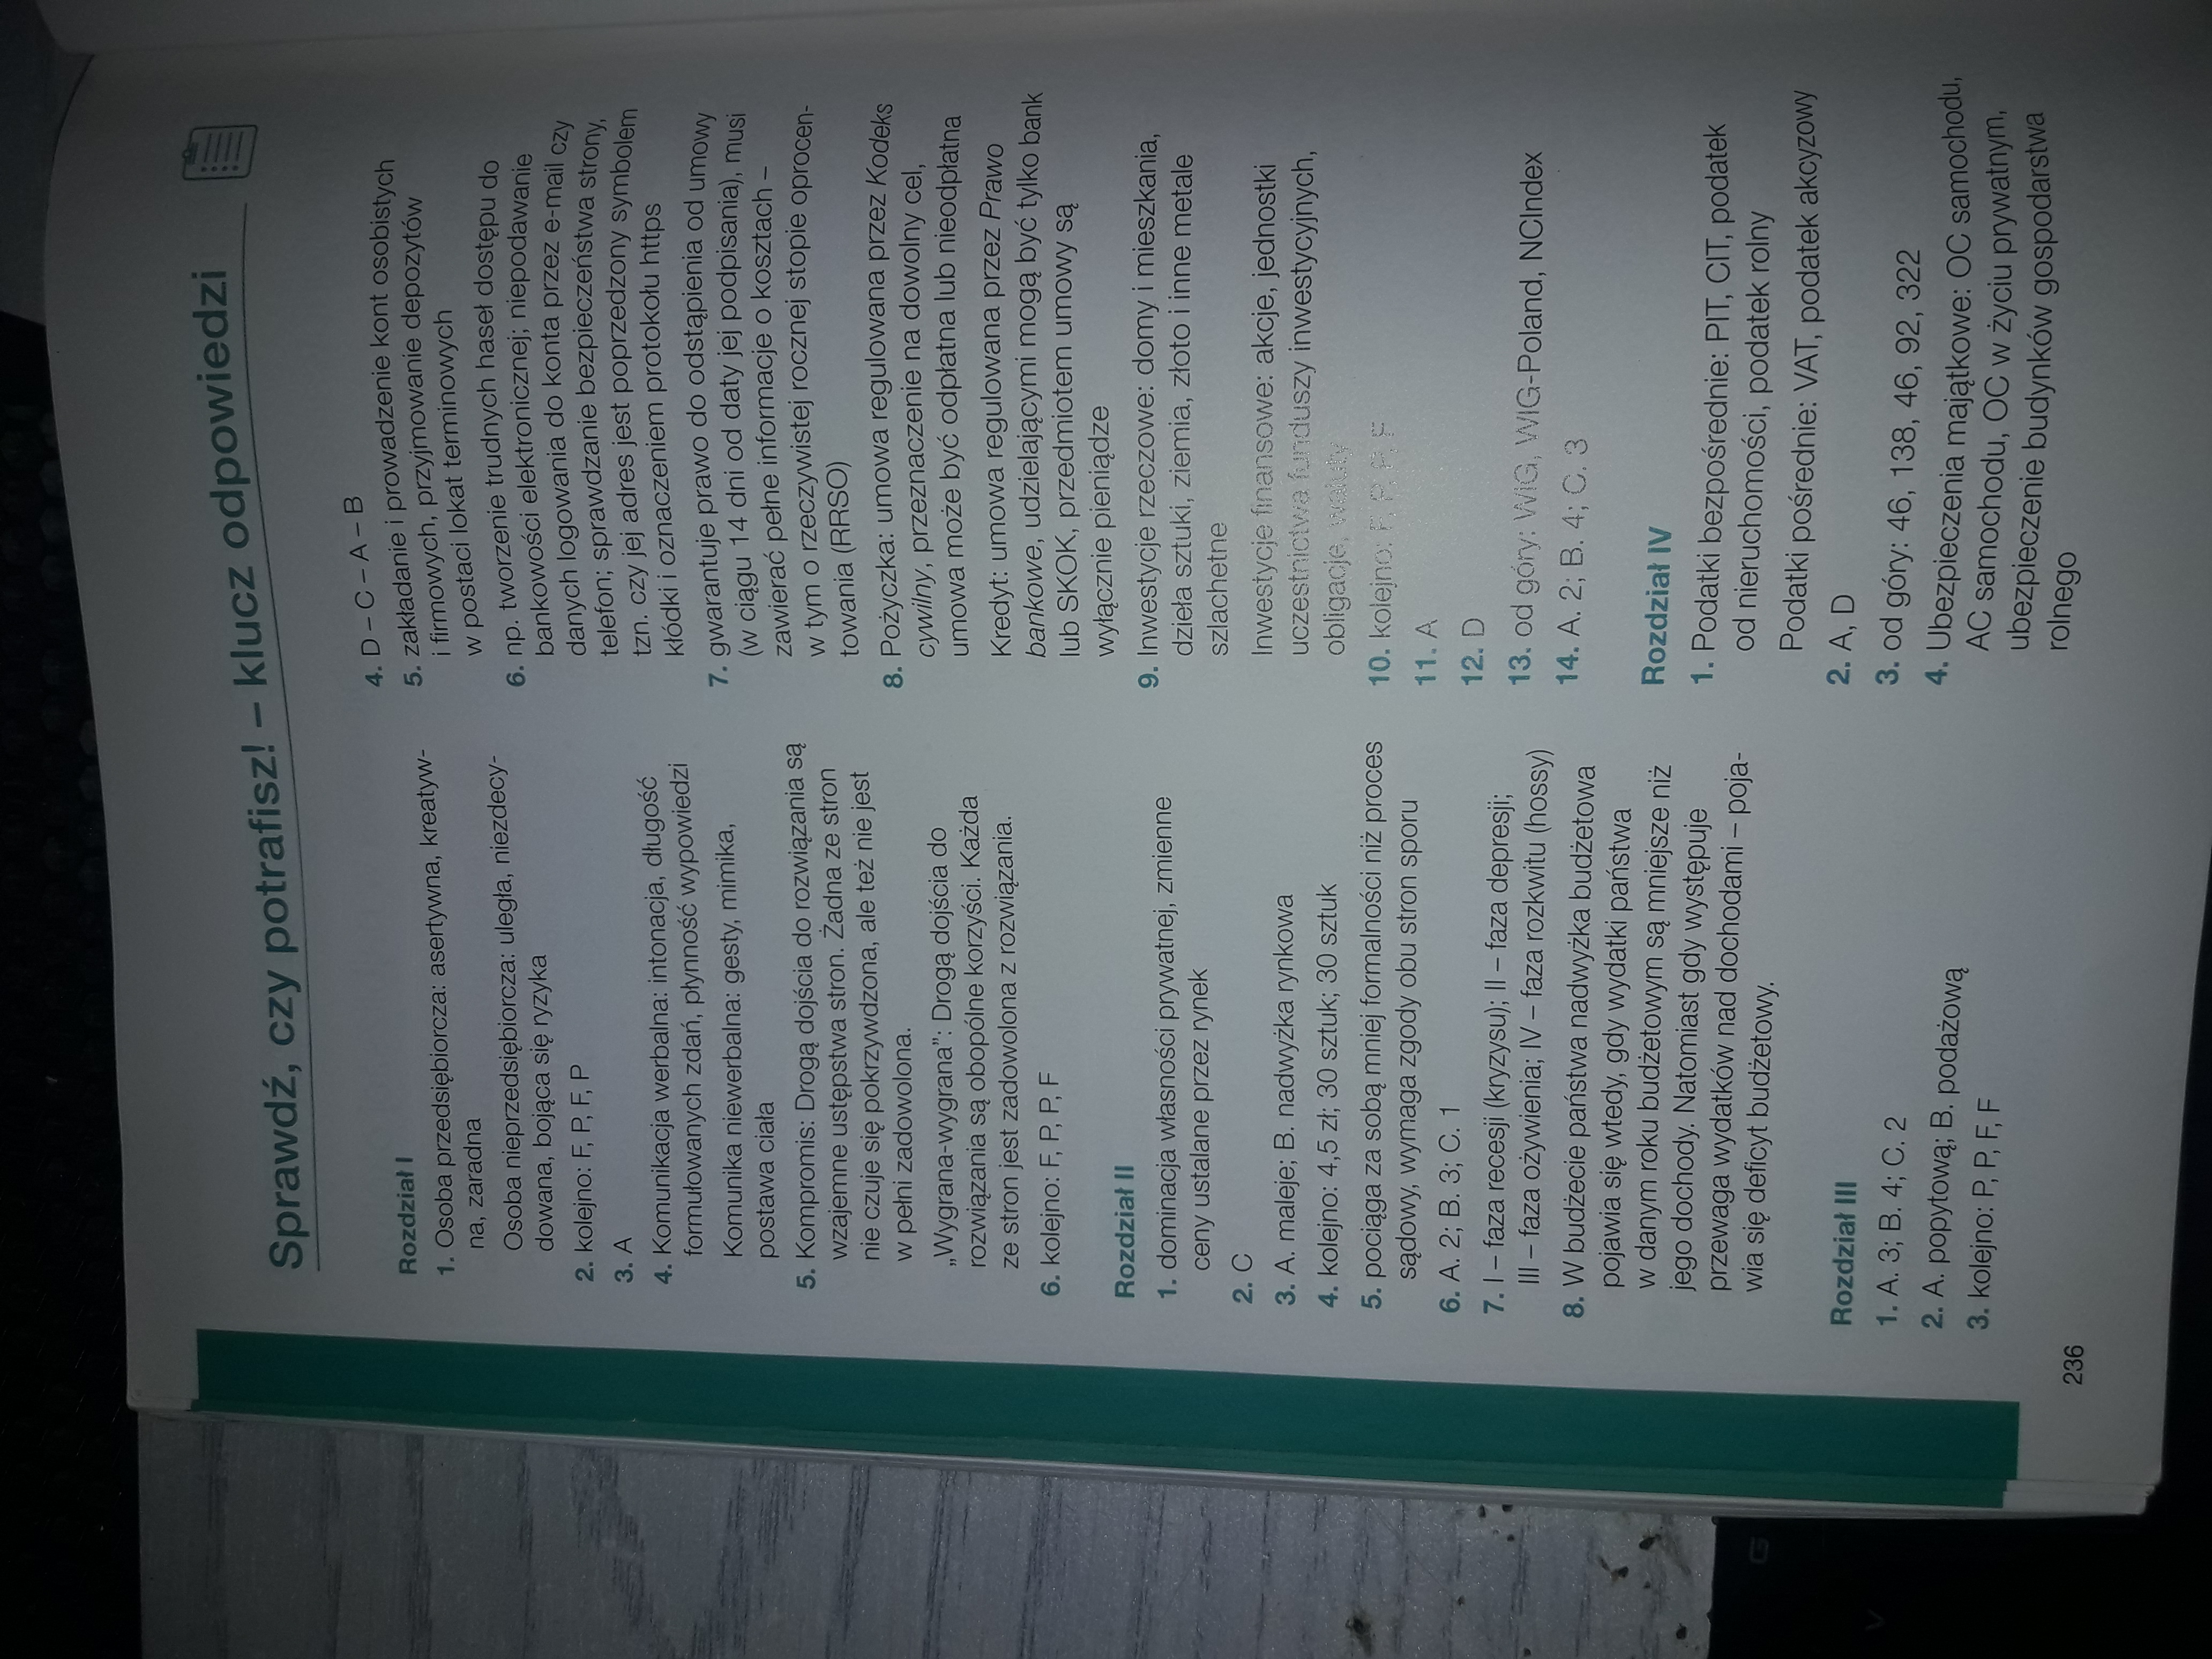 Sprawdź, czy potrafisz! – klucz odpowiedzi
Rozdział I
1. Osoba przedsiębiorcza: asertywna, kreatyw-
na, zaradna
Osoba nieprzedsiębiorcza: uległa, niezdecy-
dowana, bojąca się ryzyka
2. kolejno: F, P, F, P
3. A
4. Komunikacja werbalna: intonacja, długość
formułowanych zdań, płynność wypowiedzi
Komunika niewerbalna: gesty, mimika,
postawa ciała
5. Kompromis: Drogą dojścia do rozwiązania są
wzajemne ustępstwa stron. Żadna ze stron
nie czuje się pokrzywdzona, ale też nie jest
w pełni zadowolona.
„Wygrana-wygrana”: Drogą dojścia do
rozwiązania są obopólne korzyści. Każda
ze stron jest zadowolona z rozwiązania.
6. kolejno: F, P, P, F
Rozdział II
1. dominacja własności prywatnej, zmienne
ceny ustalane przez rynek
2. C
3. A. maleje; B. nadwyżka rynkowa
4. kolejno: 4,5 zł; 30 sztuk; 30 sztuk
5. pociąga za sobą mniej formalności niż proces
sądowy, wymaga zgody obu stron sporu
6. A. 2; B. 3; C. 1
7. I – faza recesji (kryzysu); II – faza depresji;
III – faza ożywienia; IV – faza rozkwitu (hossy)
8. W budżecie państwa nadwyżka budżetowa
pojawia się wtedy, gdy wydatki państwa
w danym roku budżetowym są mniejsze niż
jego dochody. Natomiast gdy występuje
przewaga wydatków nad dochodami – poja-
wia się deficyt budżetowy.
Rozdział III
1. A. 3; B. 4; C. 2
2. A. popytową; B. podażową
3. kolejno: P, P, F, F
236
4. D – C – A – B
5. zakładanie i prowadzenie kont osobistych
i firmowych, przyjmowanie depozytów
w postaci lokat terminowych
6. np. tworzenie trudnych haseł dostępu do
bankowości elektronicznej; niepodawanie
danych logowania do konta przez e-mail czy
telefon; sprawdzanie bezpieczeństwa strony,
tzn. czy jej adres jest poprzedzony symbolem
kłódki i oznaczeniem protokołu https
7. gwarantuje prawo do odstąpienia od umowy
(w ciągu 14 dni od daty jej podpisania), musi
zawierać pełne informacje o kosztach –
w tym o rzeczywistej rocznej stopie oprocen-
towania (RRSO)
8. Pożyczka: umowa regulowana przez Kodeks
cywilny, przeznaczenie na dowolny cel,
umowa może być odpłatna lub nieodpłatna
Kredyt: umowa regulowana przez Prawo
bankowe, udzielającymi mogą być tylko bank
lub SKOK, przedmiotem umowy są
wyłącznie pieniądze
9. Inwestycje rzeczowe: domy i mieszkania,
dzieła sztuki, ziemia, złoto i inne metale
szlachetne
Inwestycje finansowe: akcje, jednostki
uczestnictwa funduszy inwestycyjnych,
obligacje, waluty
10. kolejno: F, P, P, F
11. A
12. D
13. od góry: WIG, WIG-Poland, NCIndex
14. A. 2; B. 4; C. 3
Rozdział IV
1. Podatki bezpośrednie: PIT, CIT, podatek
od nieruchomości, podatek rolny
Podatki pośrednie: VAT, podatek akcyzowy
2. A, D
3. od góry: 46, 138, 46, 92, 322
4. Ubezpieczenia majątkowe: OC samochodu,
AC samochodu, OC w życiu prywatnym,
ubezpieczenie budynków gospodarstwa
rolnego